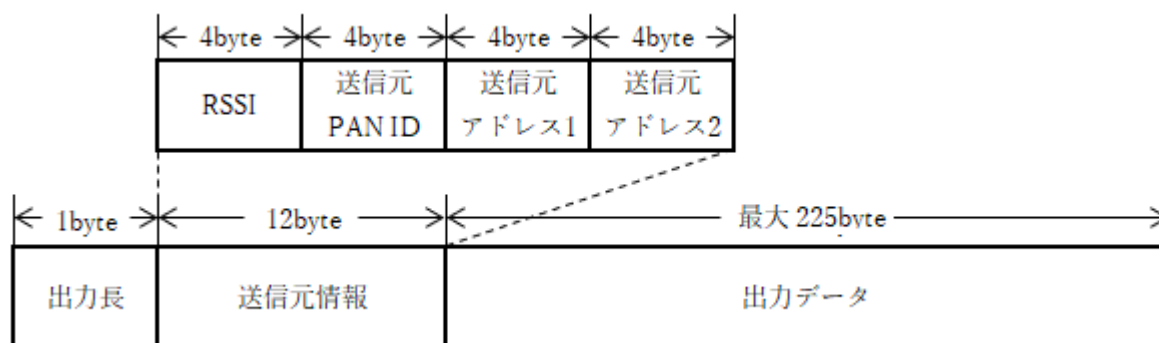 4byte 4byte 4byte 4byte
RSSI
送信元
PAN ID
送信元
アドレス1
送信元
アドレス2
1byte 12byte 最大 225byte
出力長 送信元情報 出力データ